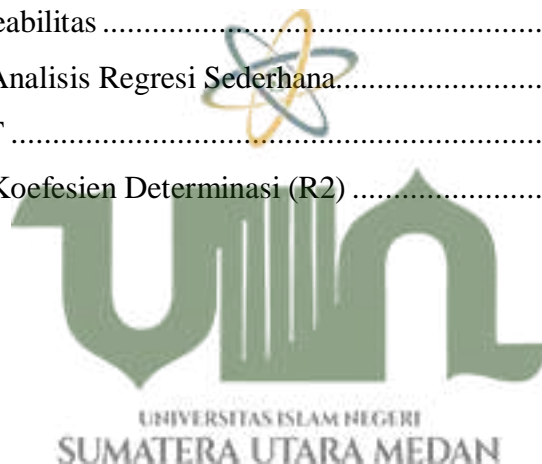 eabilitas ........................................................
Analisis Regresi Sederhana..........................
....................................................................
Koefesien Determinasi (R2) ........................
UNIVERSITAS ISLAM NEGERI
SUMATERA UTARA MEDAN